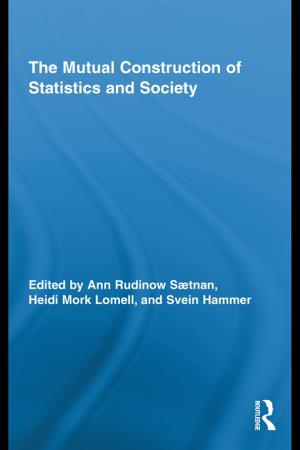 The Mutual Construction of
Statistics and Society
Edited by Ann Rudinow Sætnan,
Heidi Mork Lomell, and Svein Hammer
ROUTLEDGE